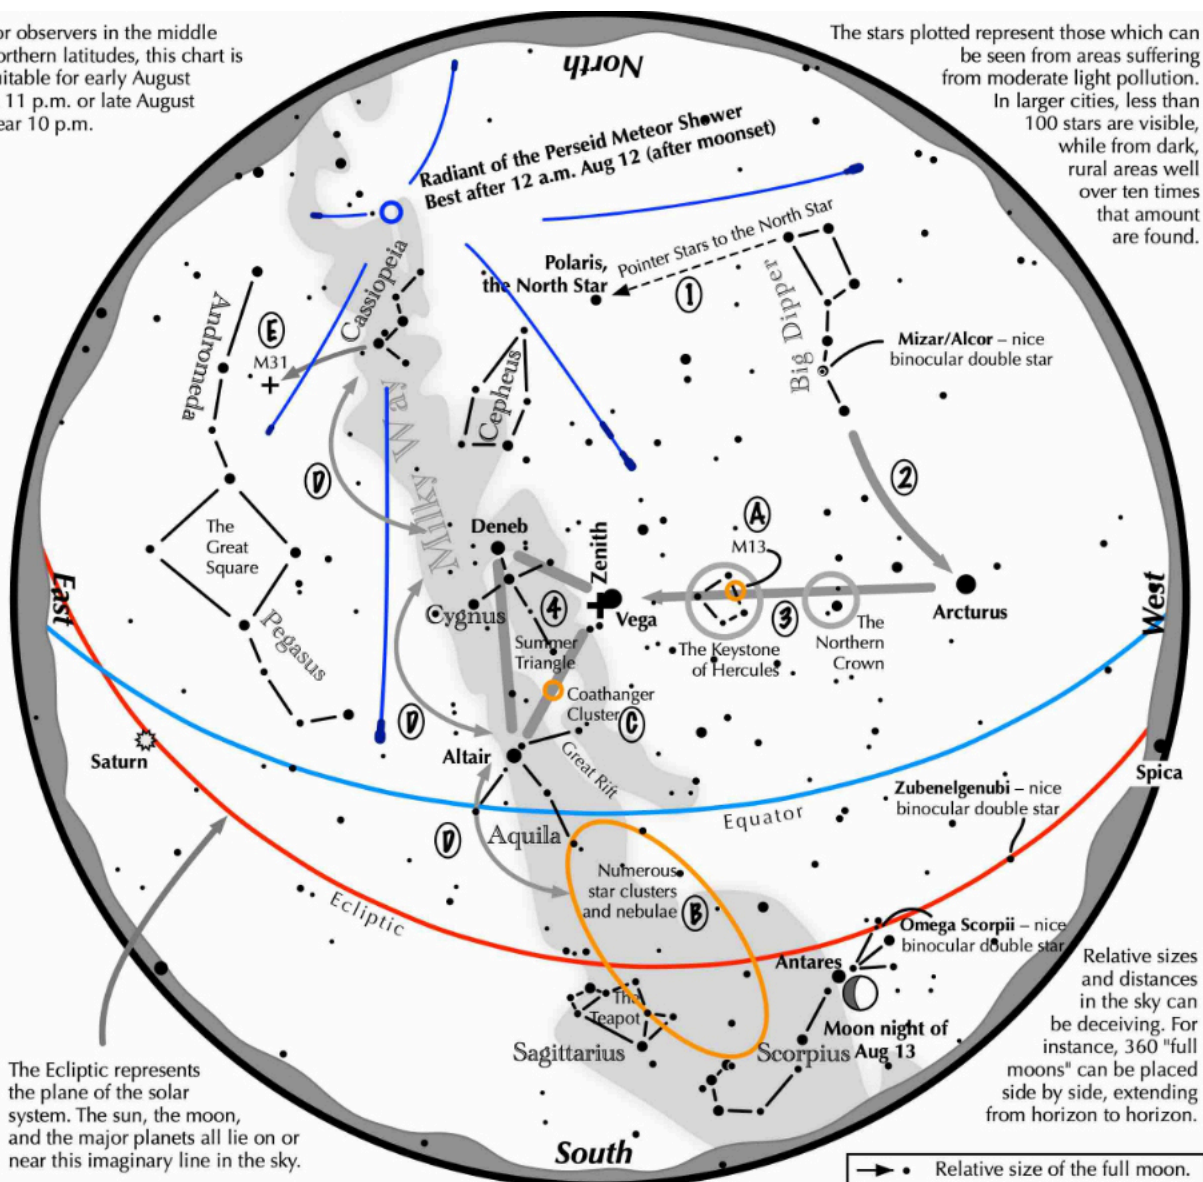 or observers in the middle
orthern latitudes, this chart is
itable for early August
11 p.m. or late August
ear 10 p.m.
North
The stars plotted represent those which can
be seen from areas suffering
from moderate light pollution.
In larger cities, less than
100 stars are visible,
while from dark,
rural areas well
over ten times
that amount
are found.
Radiant of the Perseid Meteor Shower
Best after 12 a.m. Aug 12 (after moonset)
Pointer Stars to the North Star
Polaris,
the North Star
1
Big Dipper
Mizar/Alcor – nice
binocular double star
Cassiopeia
Andromeda
E
M31
Cepheus
Milky Way
D
2
A
M13
The
Great
Square
Deneb
Zenith
East
West
Cygnus
4
Vega
3
Arcturus
Summer
Triangle
The Keystone
of Hercules
The
Northern
Crown
Pegasus
Coathanger
Cluster
C
D
Saturn
Altair
Great Rift
Spica
Zubenelgenubi – nice
binocular double star
Equator
D
Aquila
Numerous
star clusters
and nebulae
B
Ecliptic
Omega Scorpii – nice
binocular double star
Antares
The
Teapot
Sagittarius
Scorpius
Moon night of
Aug 13
Relative sizes
and distances
in the sky can
be deceiving. For
instance, 360 "full
moons" can be placed
side by side, extending
from horizon to horizon.
The Ecliptic represents
the plane of the solar
system. The sun, the moon,
and the major planets all lie on or
near this imaginary line in the sky.
South
Relative size of the full moon.